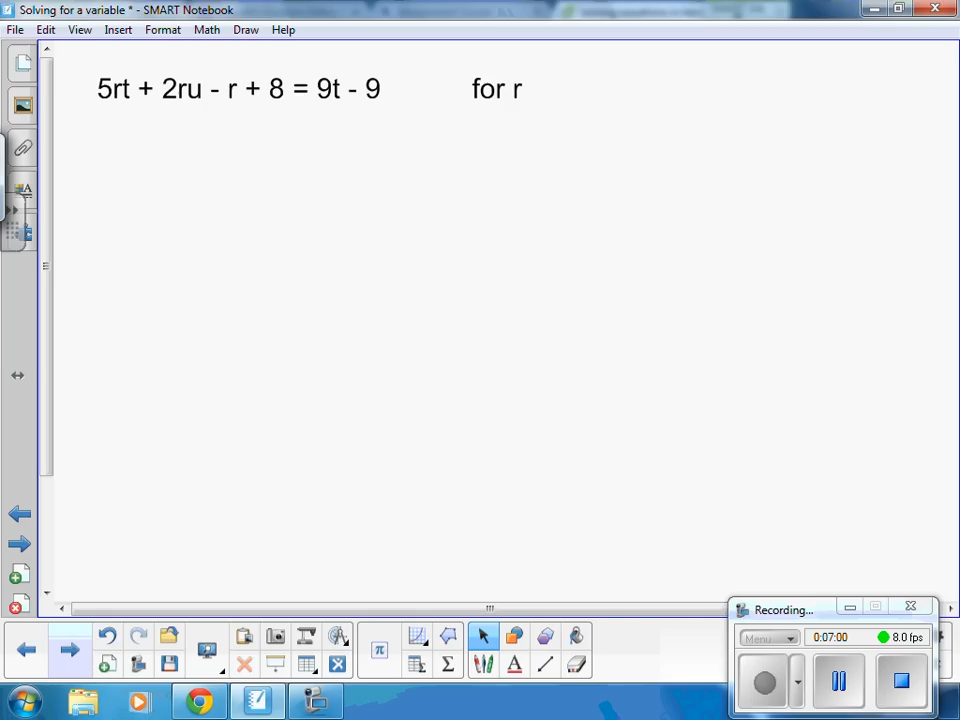 Solving for a variable * - SMART Notebook
File Edit View Insert Format Math Draw Help
5rt + 2ru - r + 8 = 9t - 9 for r
Recording...
Menu 0:07:00 8.0 fps